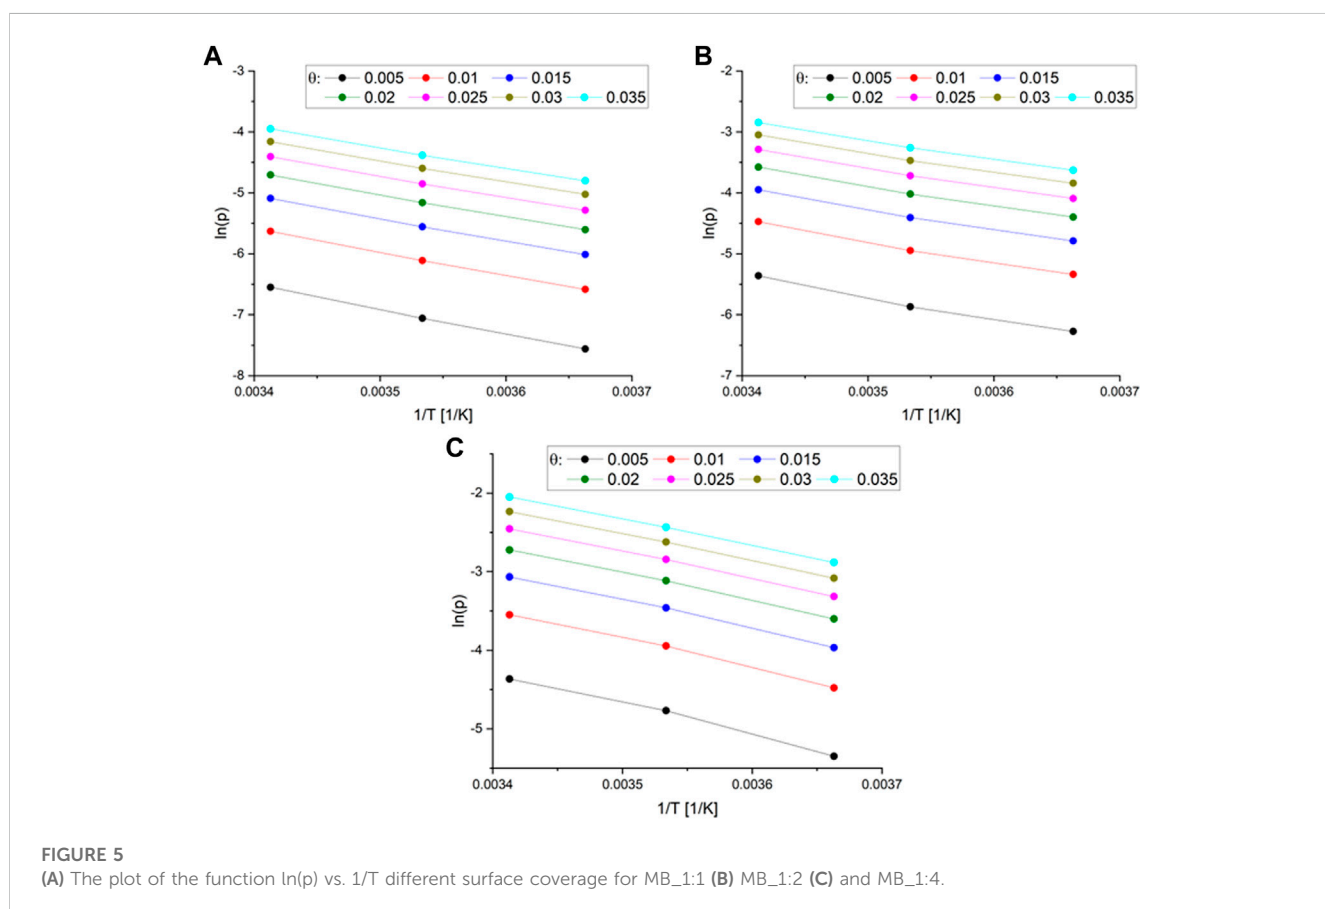 A
θ: 0.005 0.01 0.015
0.02 0.025 0.03 0.035
-3
-4
-5
-6
-7
-8
ln(p)
0.0034 0.0035 0.0036 0.0037
1/T [1/K]
B
θ: 0.005 0.01 0.015
0.02 0.025 0.03 0.035
-2
-3
-4
-5
-6
-7
ln(p)
0.0034 0.0035 0.0036 0.0037
1/T [1/K]
C
θ: 0.005 0.01 0.015
0.02 0.025 0.03 0.035
-2
-3
-4
-5
ln(p)
0.0034 0.0035 0.0036 0.0037
1/T [1/K]
FIGURE 5
(A) The plot of the function ln(p) vs. 1/T different surface coverage for MB_1:1 (B) MB_1:2 (C) and MB_1:4.